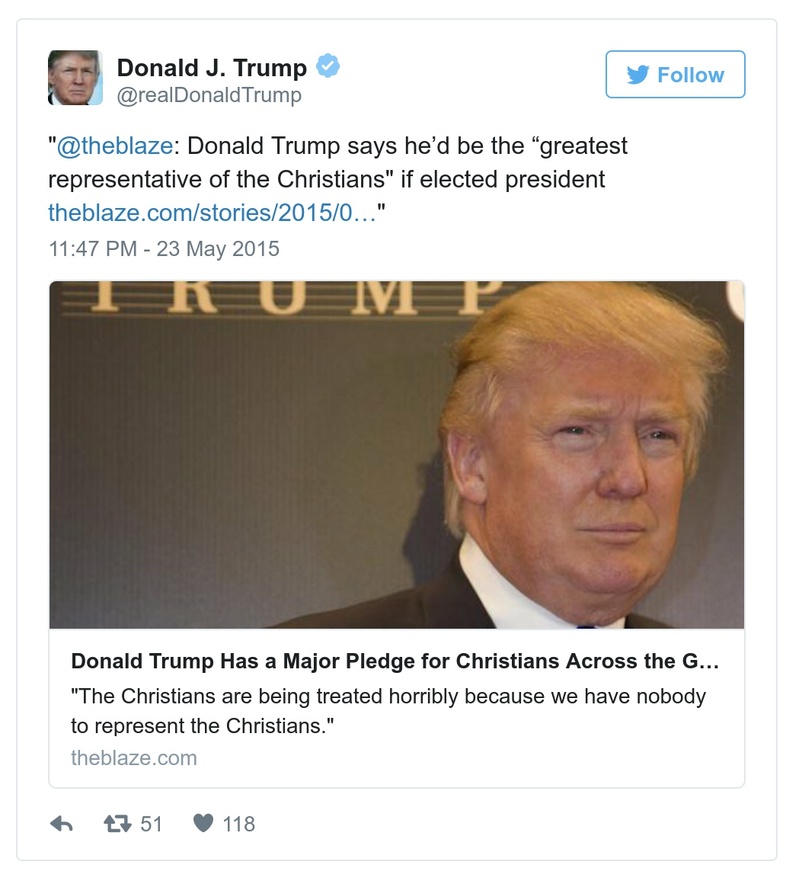 Donald J. Trump
@realDonaldTrump
Follow
"@theblaze: Donald Trump says he’d be the “greatest
representative of the Christians" if elected president
theblaze.com/stories/2015/0…"
11:47 PM - 23 May 2015
TRUMP
Donald Trump Has a Major Pledge for Christians Across the G…
"The Christians are being treated horribly because we have nobody
to represent the Christians."
theblaze.com
51
118